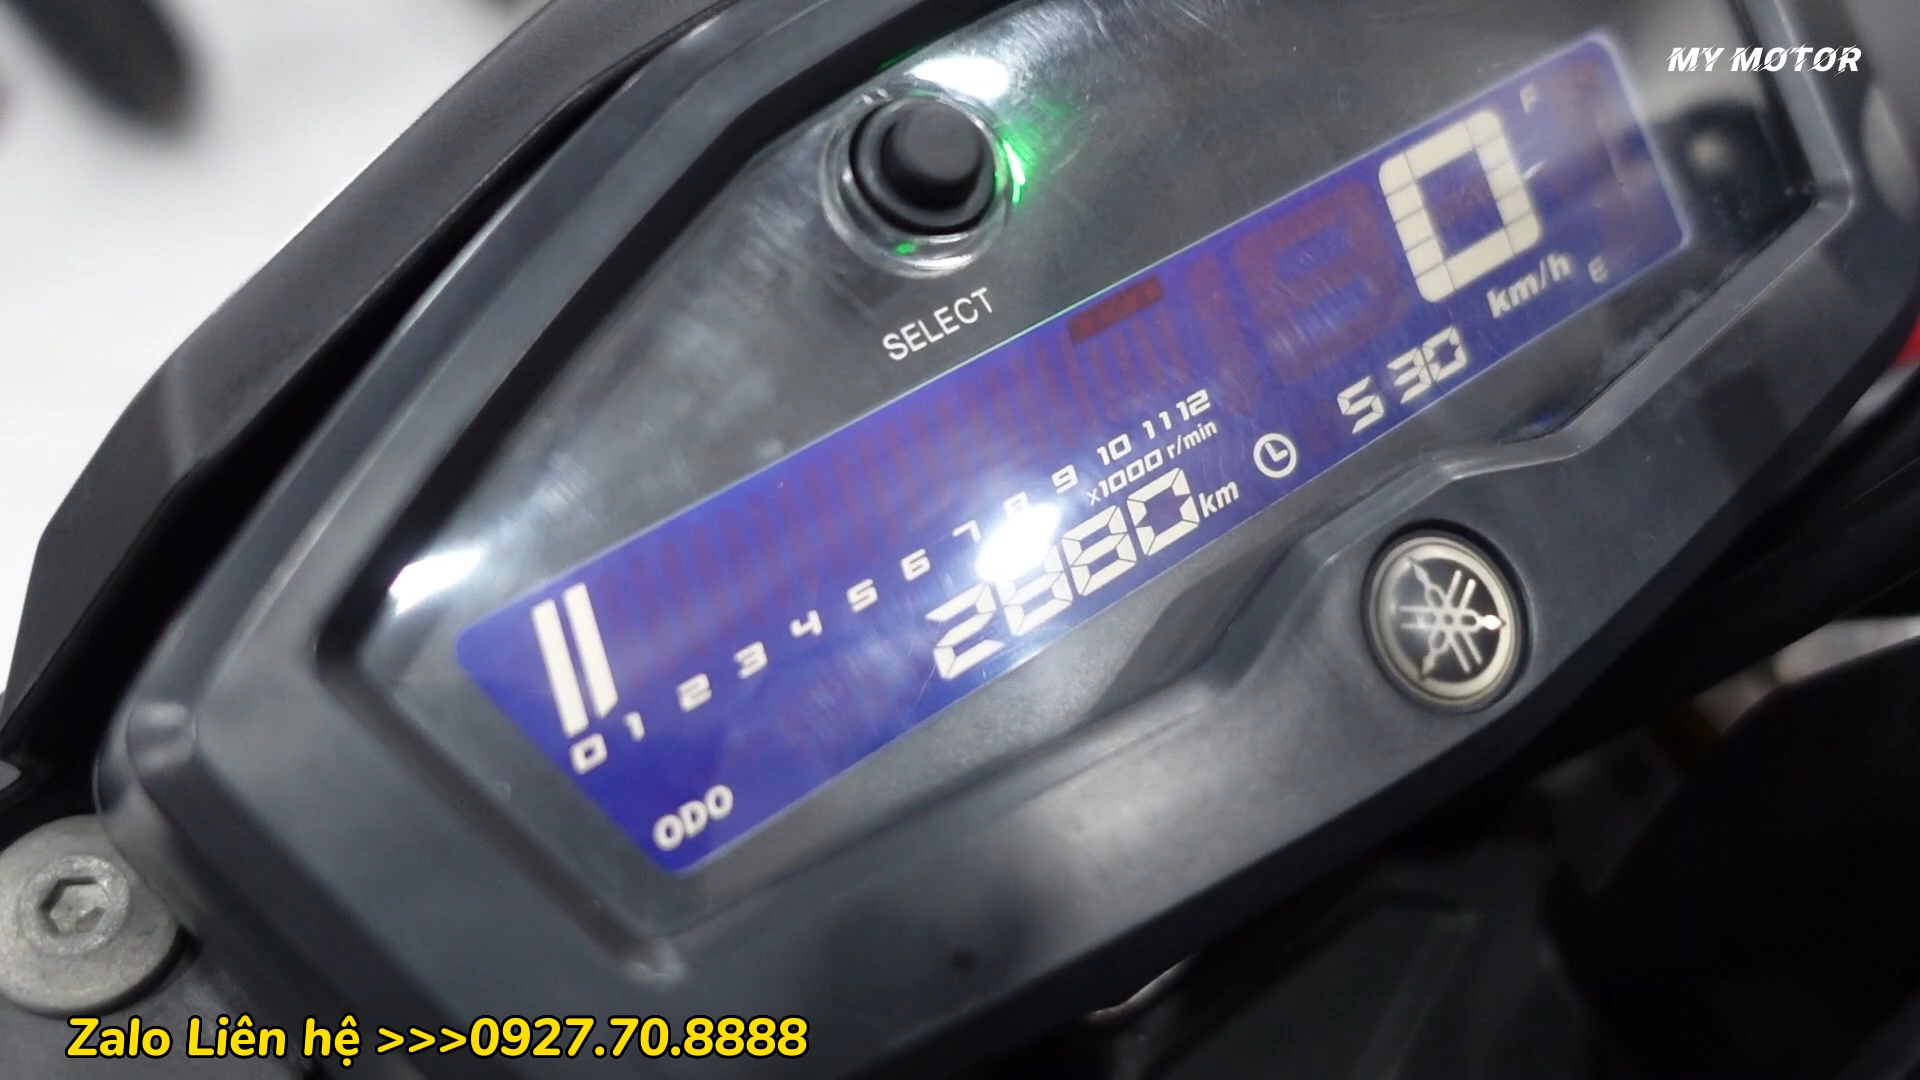 MY MOTOR
SELECT
0
F
E
km/h
5 30
0 1 2 3 4 5 6 7 8 9 10 11 12
x1000 r/min
km
ODO
Zalo Liên hệ >>>0927.70.8888